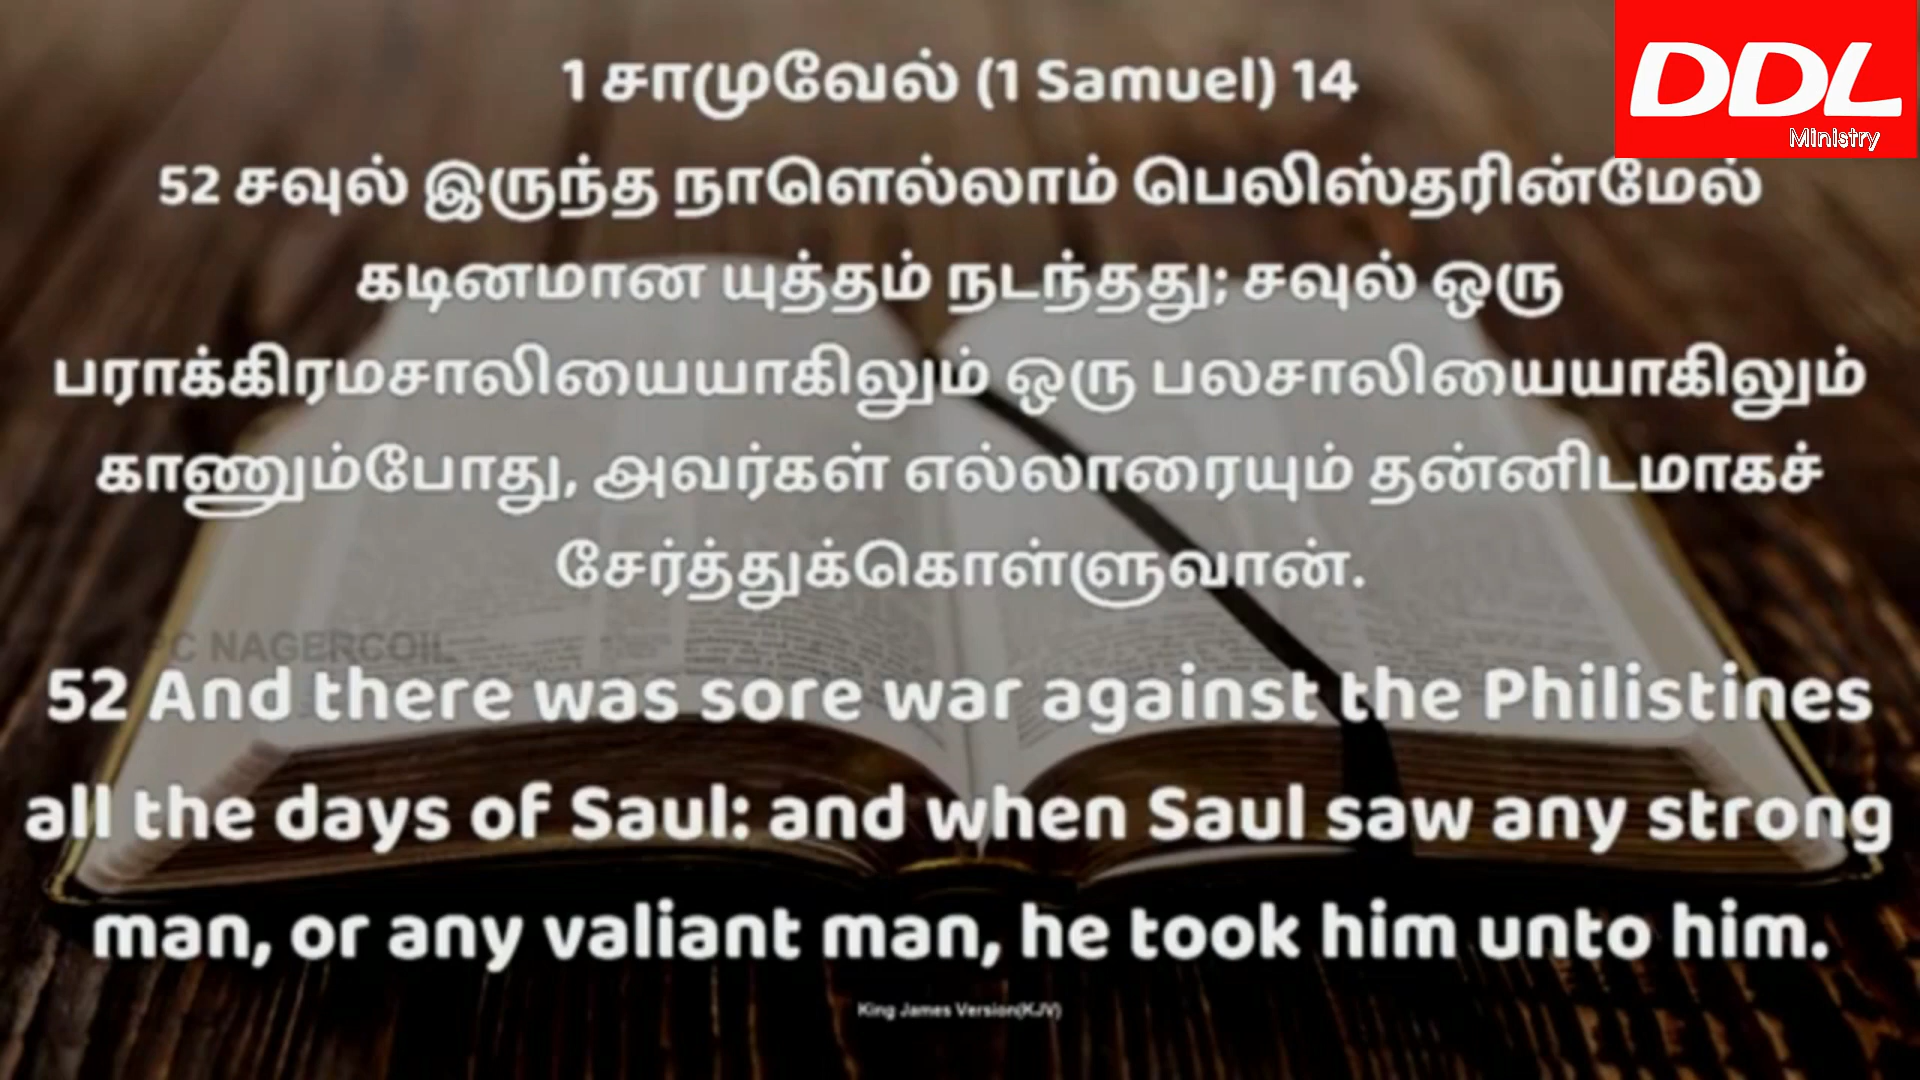 DDL
Ministry
1 சாமுவேல் (1 Samuel) 14
52 சவுல் இருந்த நாளெல்லாம் பெலிஸ்தரின்மேல்
கடினமான யுத்தம் நடந்தது; சவுல் ஒரு
பராக்கிரமசாலியையாகிலும் ஒரு பலசாலியையாகிலும்
காணும்போது, அவர்கள் எல்லாரையும் தன்னிடமாகச்
சேர்த்துக்கொள்ளுவான்.
NAGERCOIL
52 And there was sore war against the Philistines
all the days of Saul: and when Saul saw any strong
man, or any valiant man, he took him unto him.
King James Version(KJV)